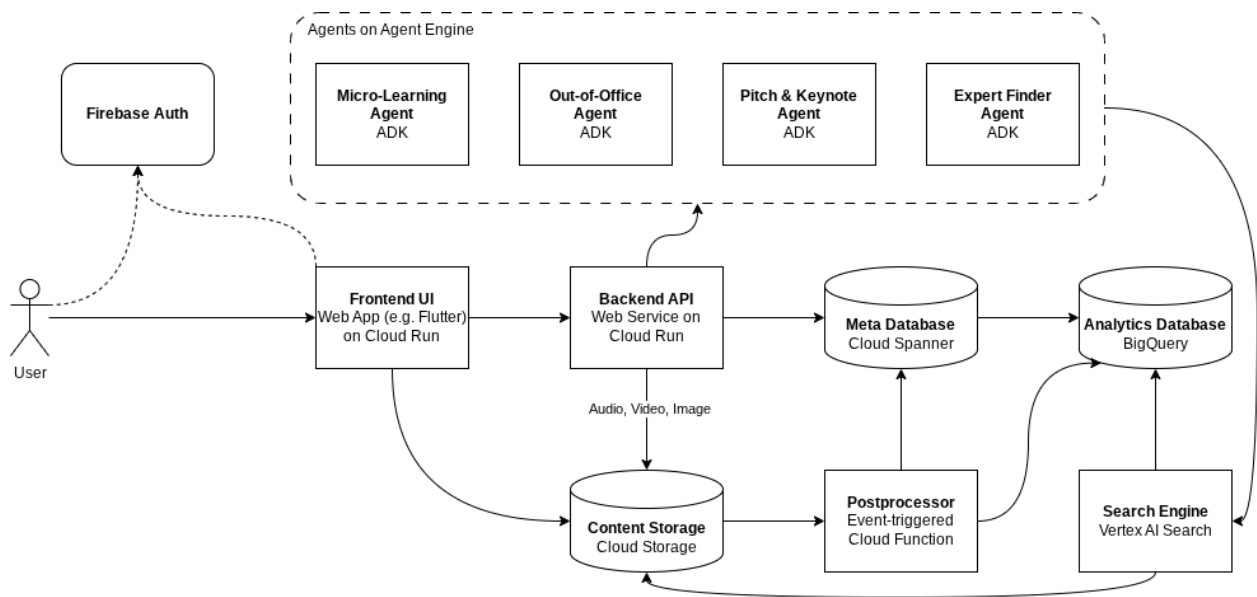 Agents on Agent Engine
Firebase Auth
Micro-Learning
Agent
ADK
Out-of-Office
Agent
ADK
Pitch & Keynote
Agent
ADK
Expert Finder
Agent
ADK
User
Frontend UI
Web App (e.g. Flutter)
on Cloud Run
Backend API
Web Service on
Cloud Run
Meta Database
Cloud Spanner
Analytics Database
BigQuery
Audio, Video, Image
Content Storage
Cloud Storage
Postprocessor
Event-triggered
Cloud Function
Search Engine
Vertex AI Search